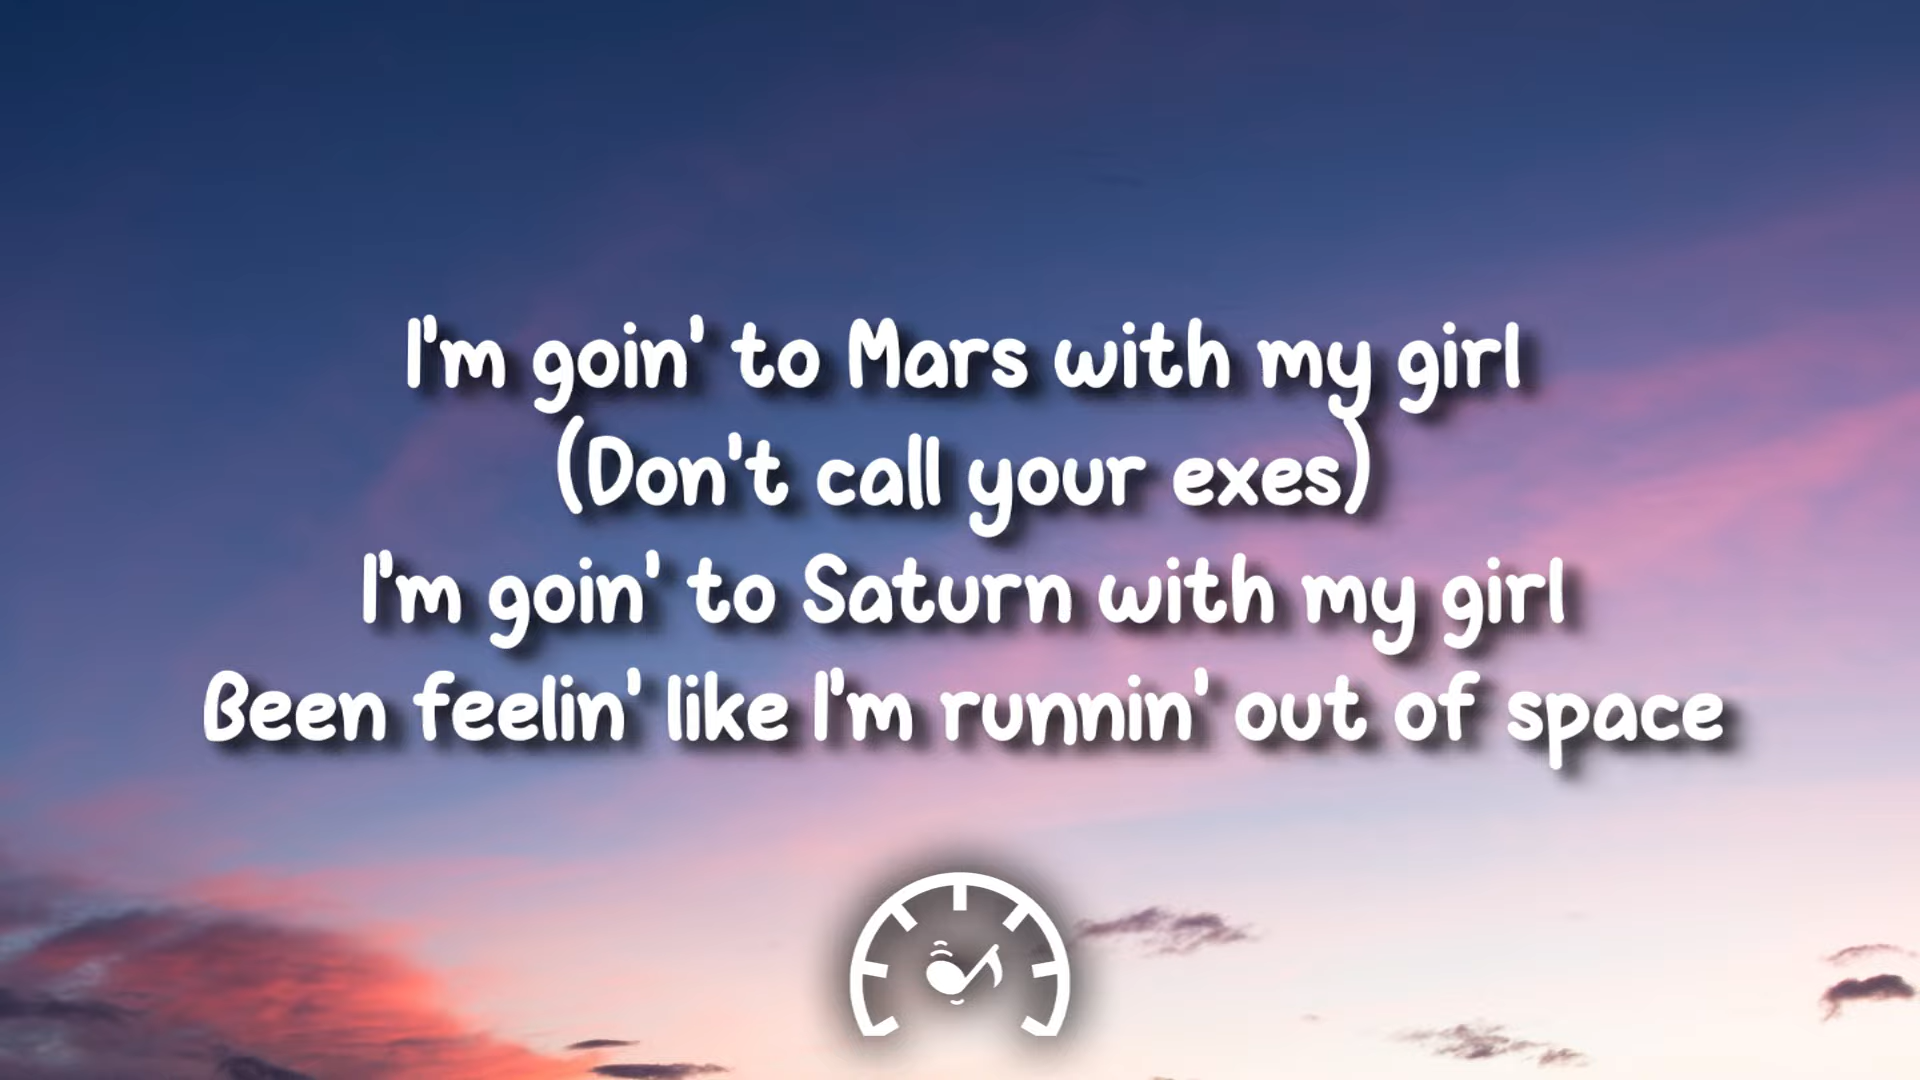 I'm goin' to Mars with my girl
(Don't call your exes)
I'm goin' to Saturn with my girl
Been feelin' like I'm runnin' out of space